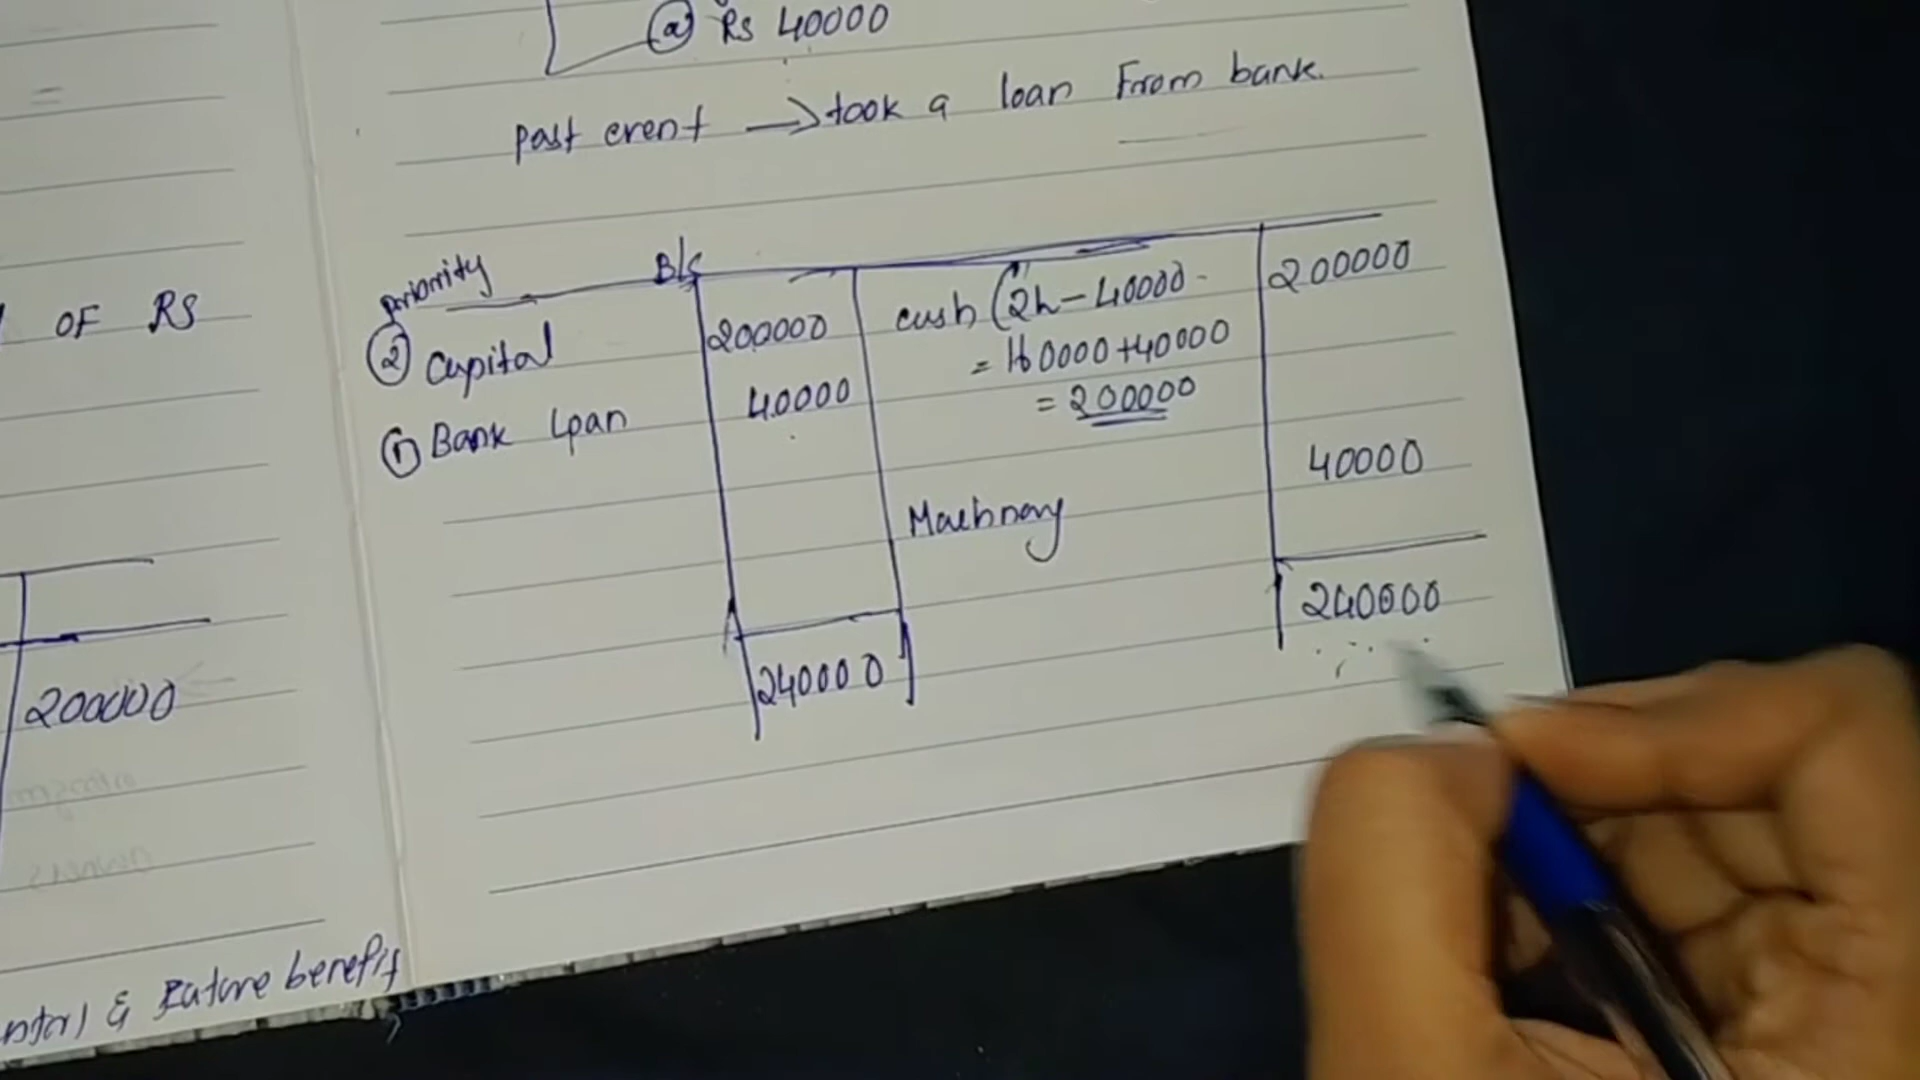 @ Rs 40000
past event → took a loan From bank.
priority B/S
② Capital 200000 cash (2L-40000 200000
= 160000+40000
= 200000
① Bank Loan 40000
40000
Machinery
240000 240000
OF RS
200000
& Future benefit